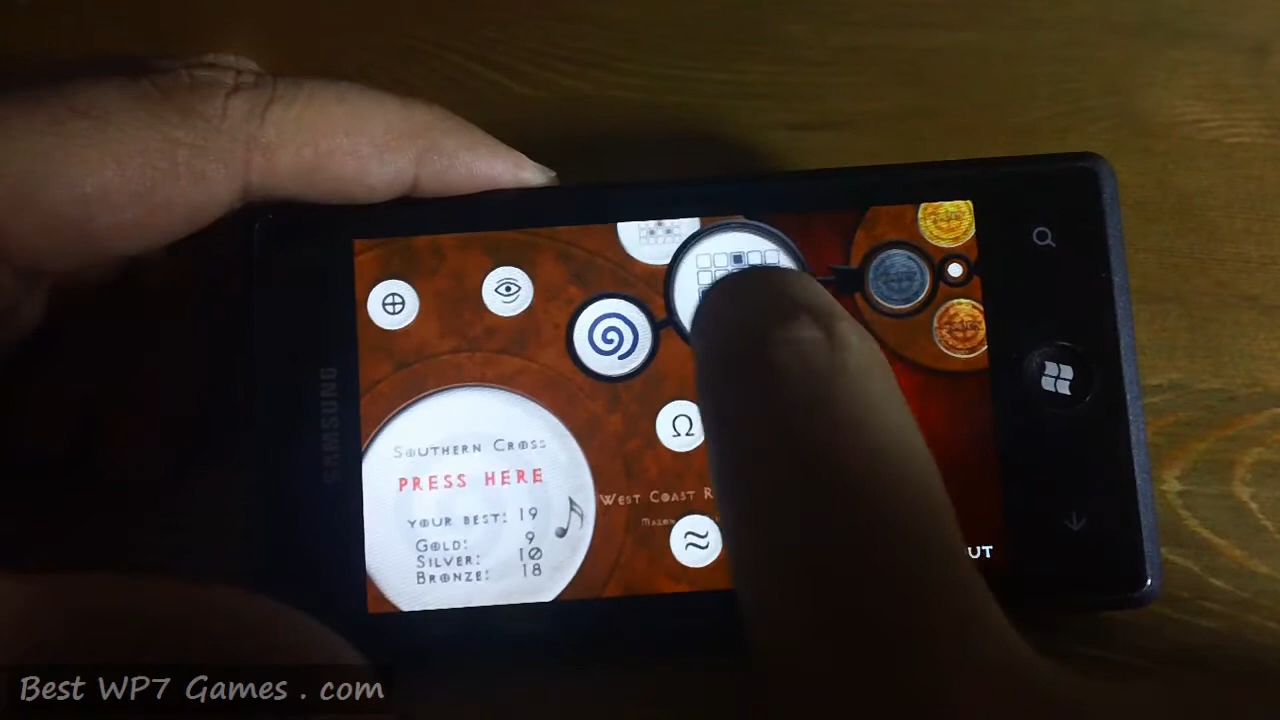 SAMSUNG
Southern Cross
PRESS HERE
YOUR BEST: 19
GOLD: 9
SILVER: 10
BRONZE: 18
West Coast
UT
Best WP7 Games . com